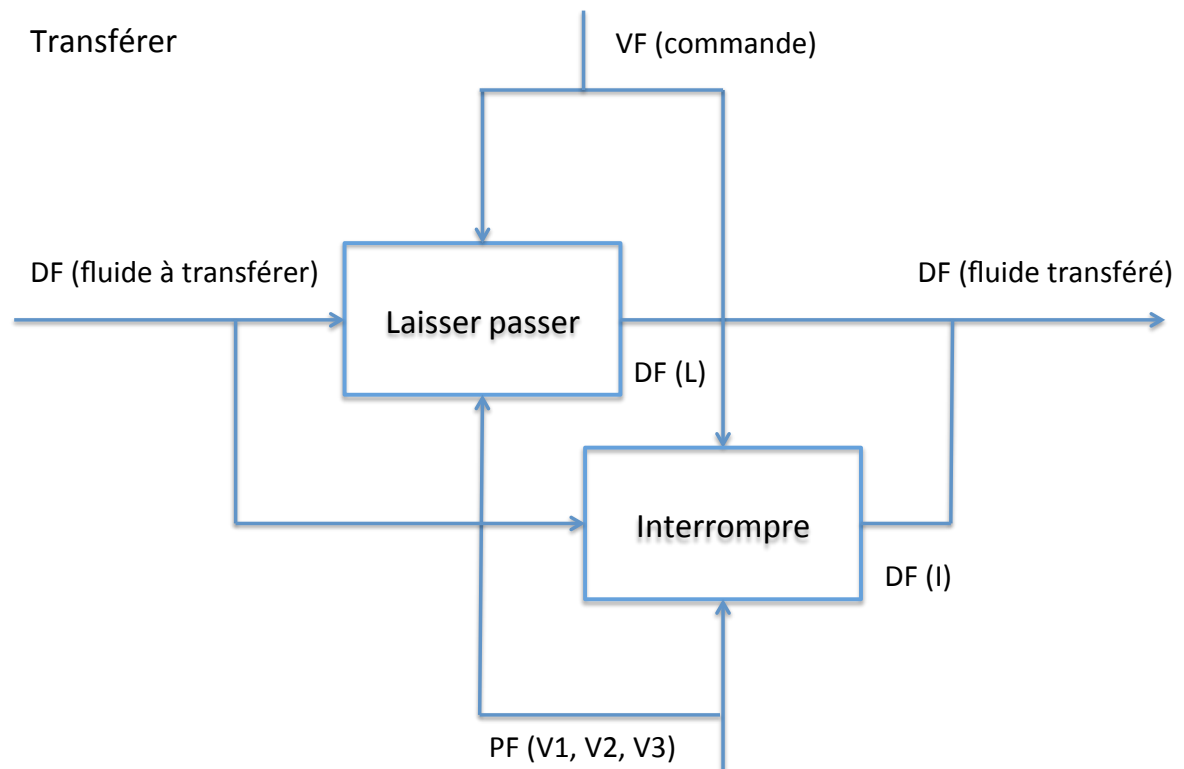 Transférer
VF (commande)
DF (fluide à transférer)
DF (fluide transféré)
Laisser passer
DF (L)
Interrompre
DF (I)
PF (V1, V2, V3)